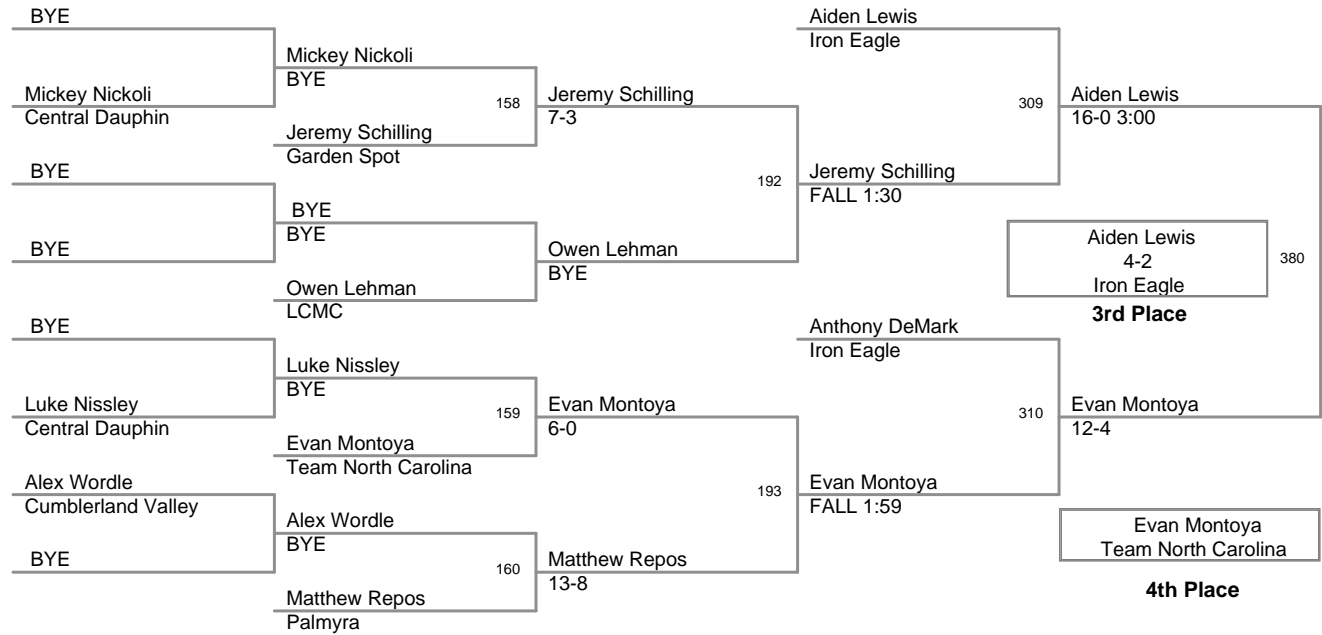 BYE
Mickey Nickoli
Central Dauphin
BYE
BYE
BYE
Luke Nissley
Central Dauphin
Alex Wordle
Cumblerland Valley
BYE
Mickey Nickoli
BYE
158
Jeremy Schilling
Garden Spot
BYE
BYE
Owen Lehman
LCMC
Luke Nissley
BYE
159
Evan Montoya
Team North Carolina
Alex Wordle
BYE
160
Matthew Repos
Palmyra
Jeremy Schilling
7-3
192
Owen Lehman
BYE
Evan Montoya
6-0
193
Matthew Repos
13-8
Aiden Lewis
Iron Eagle
309
Jeremy Schilling
FALL 1:30
Anthony DeMark
Iron Eagle
310
Evan Montoya
FALL 1:59
Aiden Lewis
16-0 3:00
Aiden Lewis
4-2
Iron Eagle
380
3rd Place
Evan Montoya
12-4
Evan Montoya
Team North Carolina
4th Place